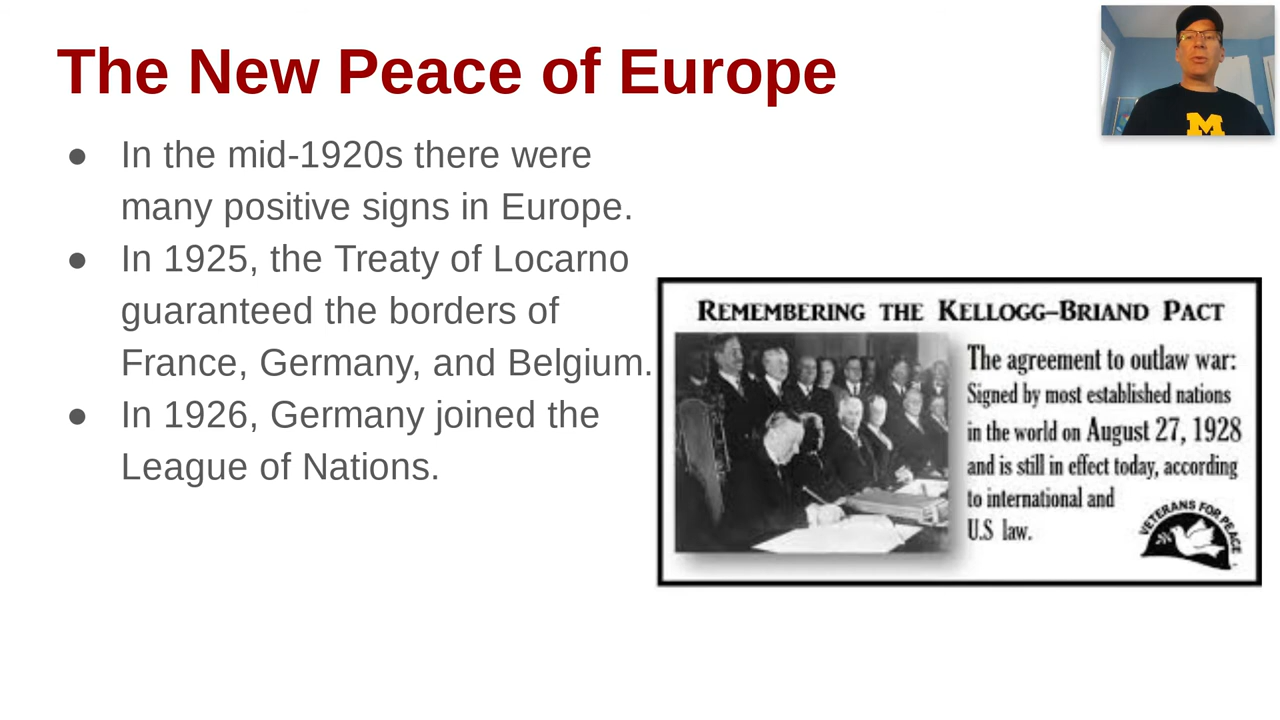 The New Peace of Europe
● In the mid-1920s there were
many positive signs in Europe.
● In 1925, the Treaty of Locarno
guaranteed the borders of
France, Germany, and Belgium.
● In 1926, Germany joined the
League of Nations.
M
REMEMBERING THE KELLOGG–BRIAND PACT
The agreement to outlaw war:
Signed by most established nations
in the world on August 27, 1928
and is still in effect today, according
to international and
U.S law.
VETERANS FOR PEACE